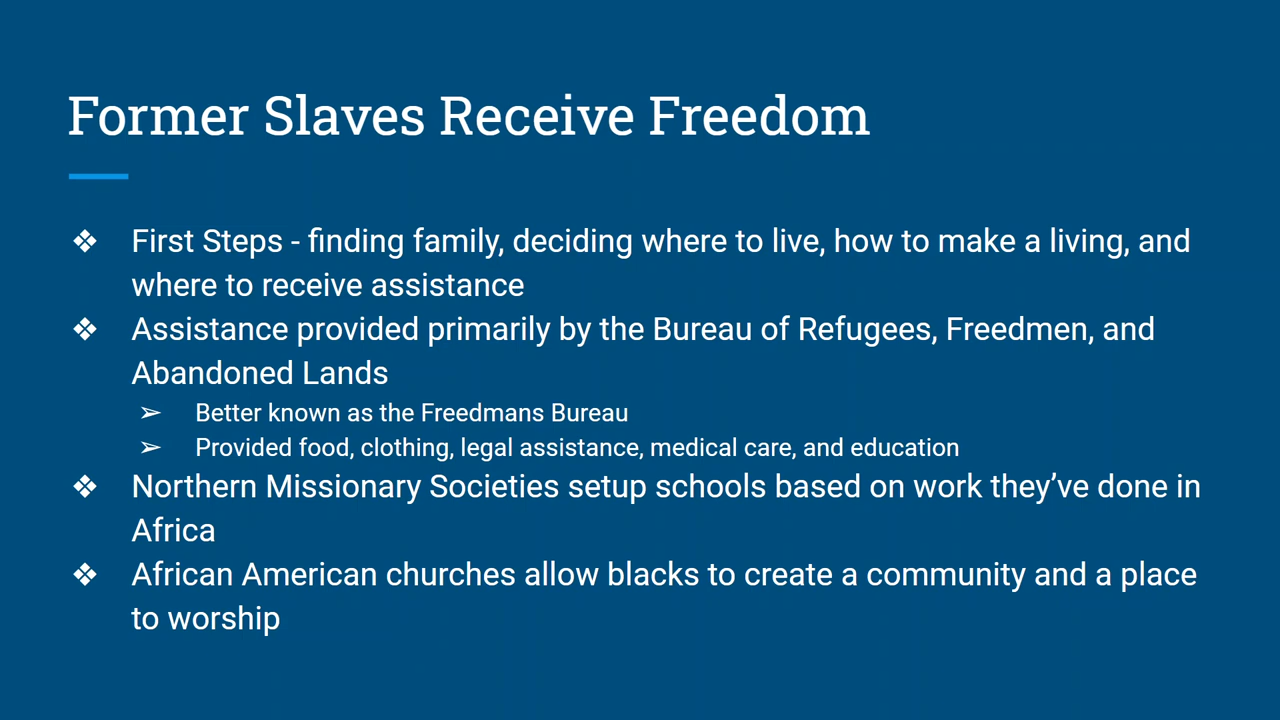 Former Slaves Receive Freedom
❖ First Steps - finding family, deciding where to live, how to make a living, and
where to receive assistance
❖ Assistance provided primarily by the Bureau of Refugees, Freedmen, and
Abandoned Lands
➢ Better known as the Freedmans Bureau
➢ Provided food, clothing, legal assistance, medical care, and education
❖ Northern Missionary Societies setup schools based on work they’ve done in
Africa
❖ African American churches allow blacks to create a community and a place
to worship